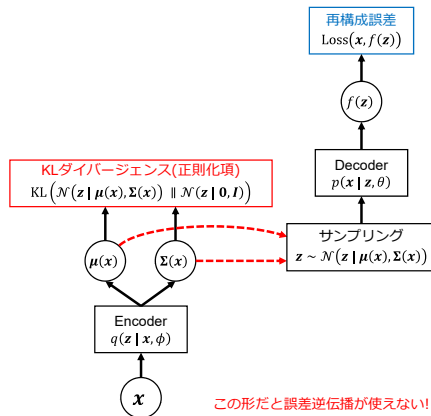 再構成誤差
Loss(𝒙, f(𝒛))
f(𝒛)
KLダイバージェンス(正則化項)
KL (𝒩(𝒛 | 𝝁(𝒙), 𝚺(𝒙)) ∥ 𝒩(𝒛 | 𝟎, 𝑰))
Decoder
p(𝒙 | 𝒛, θ)
𝝁(𝒙)
𝚺(𝒙)
サンプリング
𝒛 ~ 𝒩(𝒛 | 𝝁(𝒙), 𝚺(𝒙))
Encoder
q(𝒛 | 𝒙, ϕ)
𝒙
この形だと誤差逆伝播が使えない!